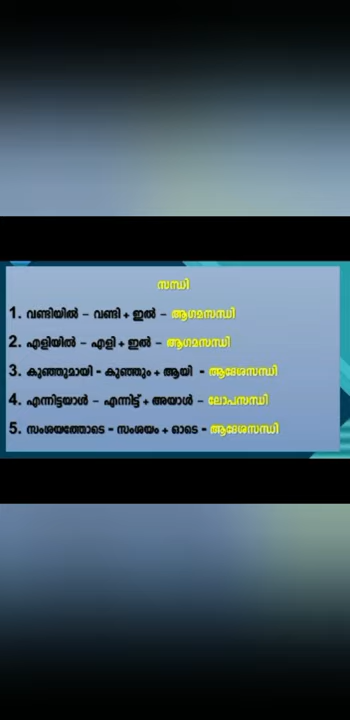 സന്ധി
1. വണ്ടിയിൽ – വണ്ടി + ഇൽ – ആഗമസന്ധി
2. എളിയിൽ – എളി + ഇൽ – ആഗമസന്ധി
3. കുഞ്ഞുമായി - കുഞ്ഞും + ആയി - ആദേശസന്ധി
4. എന്നിട്ടയാൾ – എന്നിട്ട് + അയാൾ – ലോപസന്ധി
5. സംശയത്തോടെ - സംശയം + ഓടെ - ആദേശസന്ധി